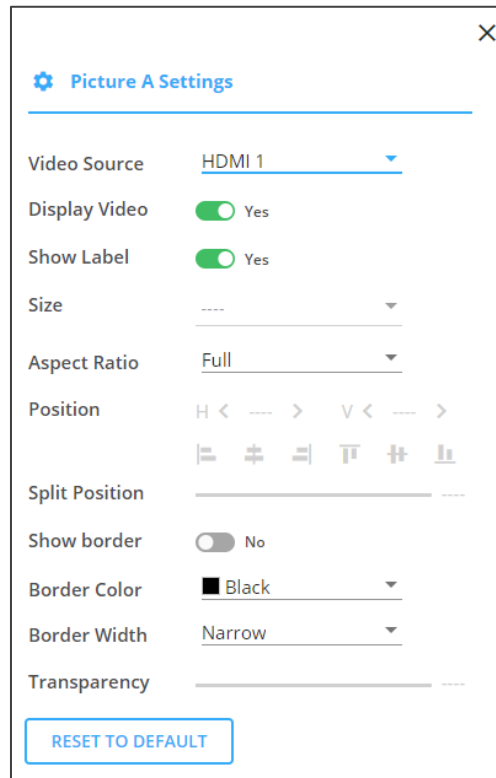 Picture A Settings
Video Source HDMI 1
Display Video Yes
Show Label Yes
Size ----
Aspect Ratio Full
Position H < ---- > V < ---- >
Split Position ----
Show border No
Border Color Black
Border Width Narrow
Transparency ----
RESET TO DEFAULT